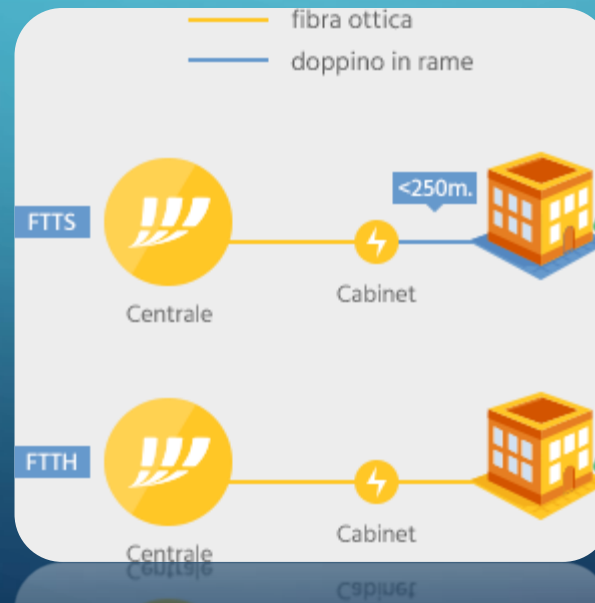 fibra ottica
doppino in rame
<250m.
FTTS
Cabinet
Centrale
FTTH
Cabinet
Centrale